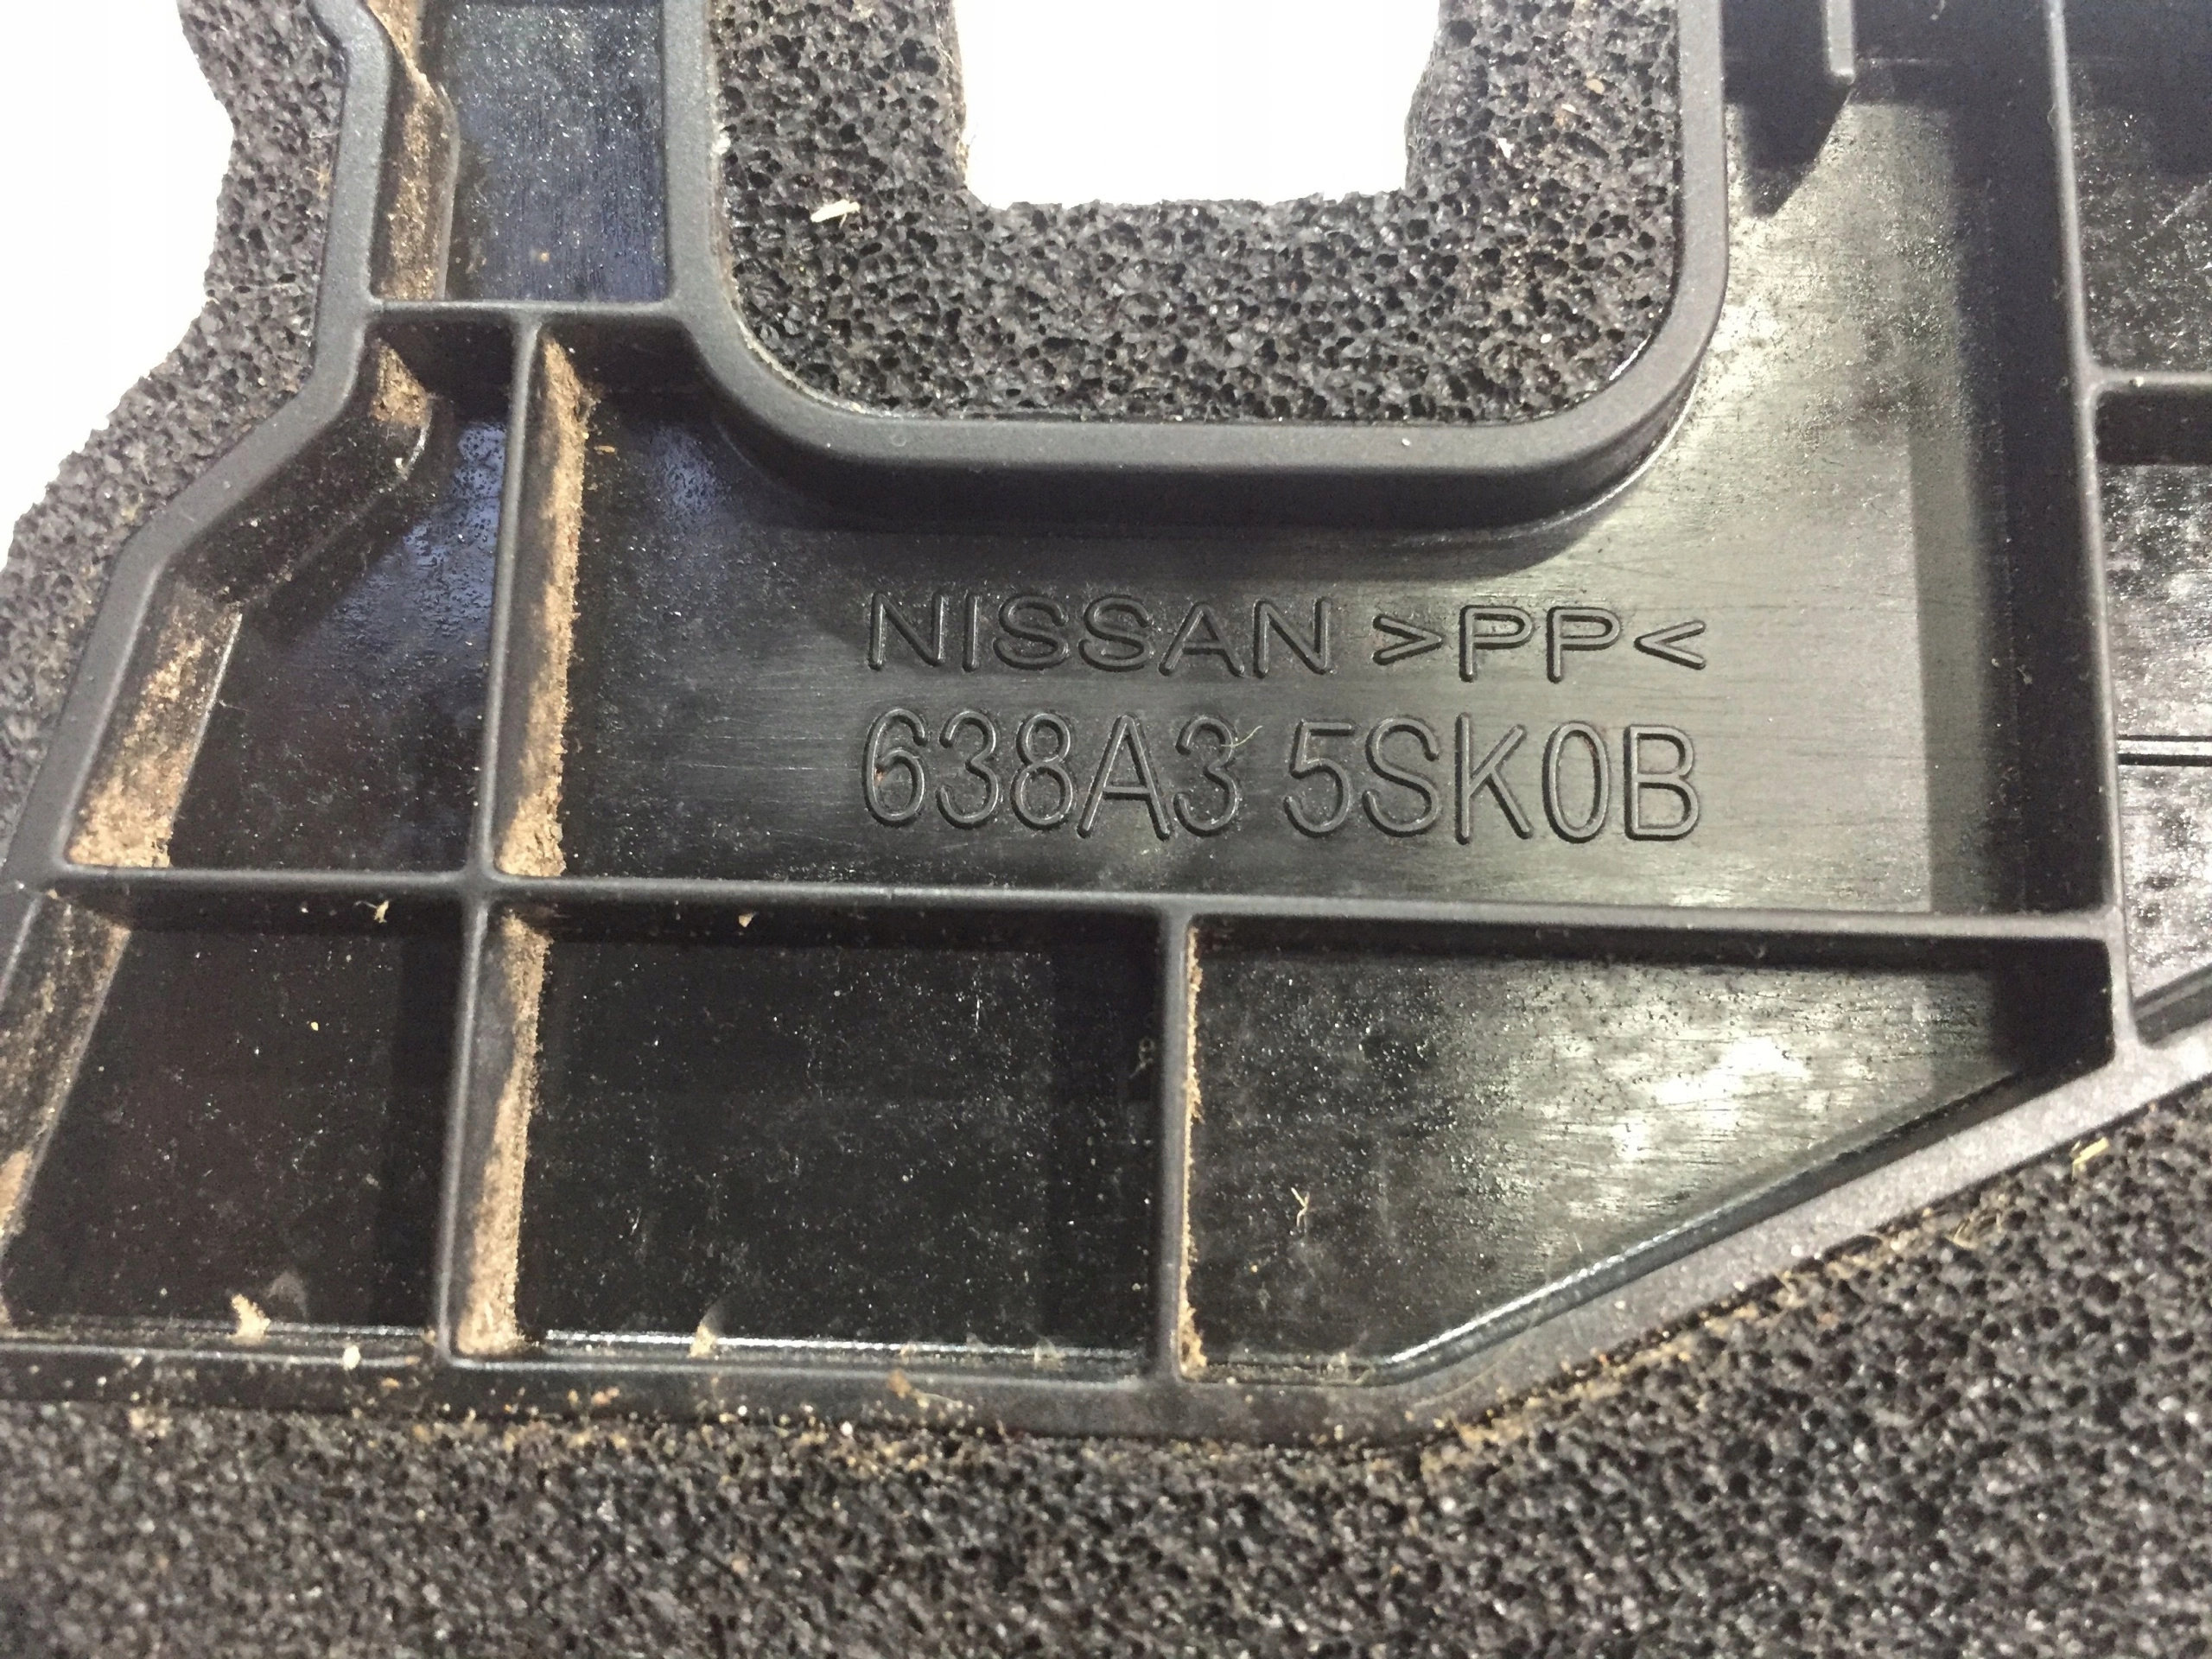 NISSAN >PP<
638A3 5SK0B